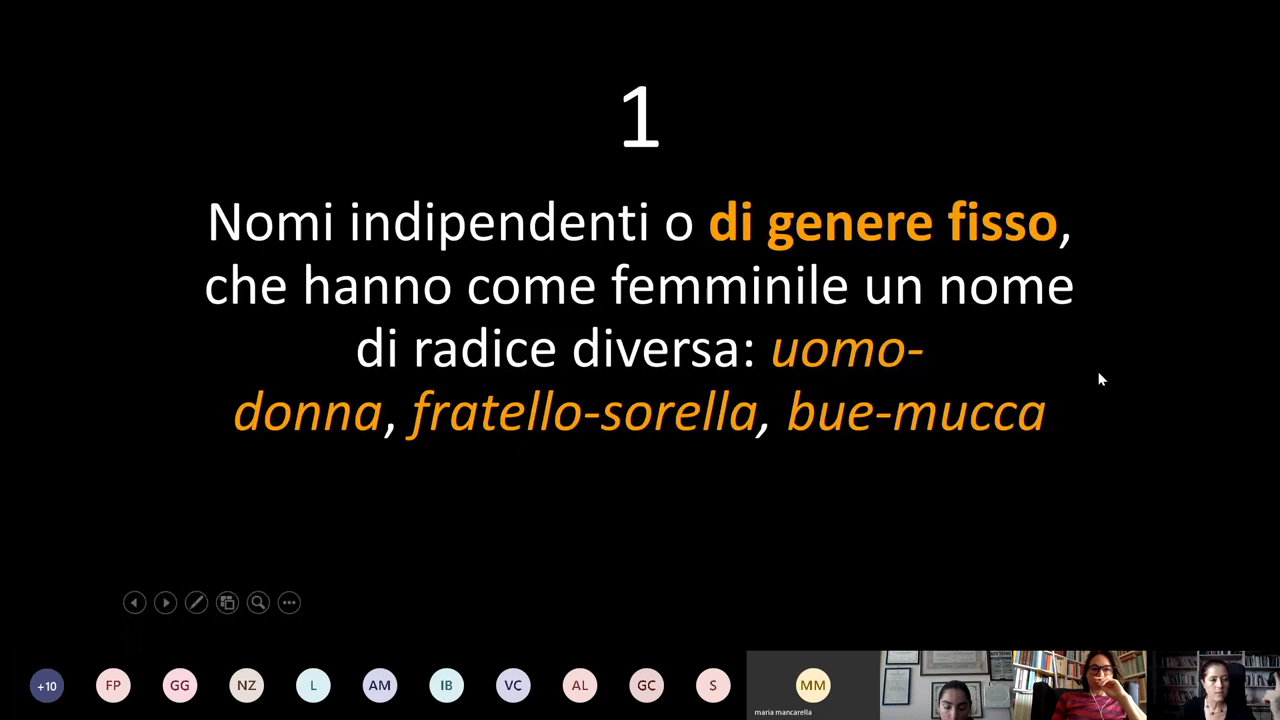 1
Nomi indipendenti o di genere fisso,
che hanno come femminile un nome
di radice diversa: uomo-
donna, fratello-sorella, bue-mucca
+10
FP
GG
NZ
L
AM
IB
VC
AL
GC
S
MM
maria mancarella